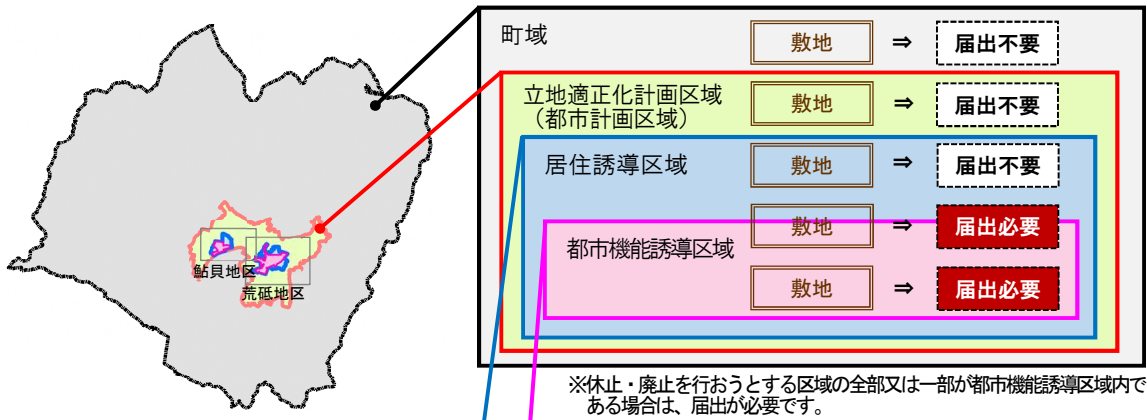 町域
敷地 ⇒ 届出不要
立地適正化計画区域
（都市計画区域）
敷地 ⇒ 届出不要
居住誘導区域
敷地 ⇒ 届出不要
敷地 ⇒ 届出必要
都市機能誘導区域
敷地 ⇒ 届出必要
鮎貝地区
荒砥地区
※休止・廃止を行おうとする区域の全部又は一部が都市機能誘導区域内で
ある場合は、届出が必要です。